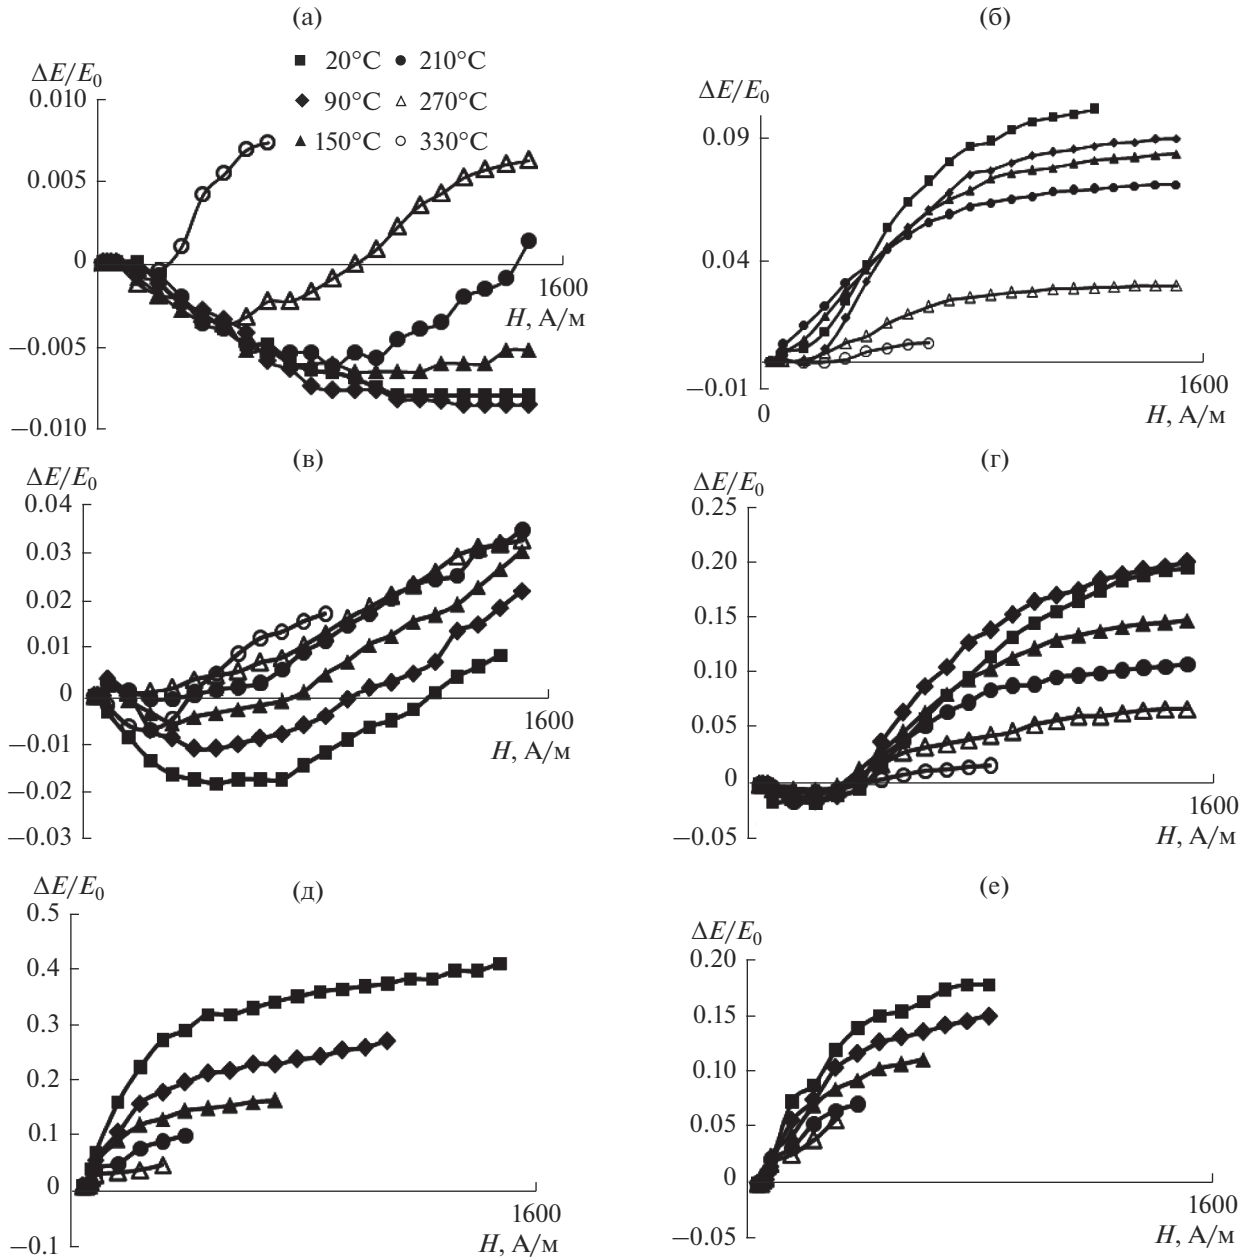 (а)
ΔE/E₀
0.010
0.005
0
−0.005
−0.010
■ 20°C ● 210°C
◆ 90°C △ 270°C
▲ 150°C ○ 330°C
1600
H, А/м
(б)
ΔE/E₀
0.09
0.04
−0.01
0
1600
H, А/м
(в)
ΔE/E₀
0.04
0.03
0.02
0.01
0
−0.01
−0.02
−0.03
1600
H, А/м
(г)
ΔE/E₀
0.25
0.20
0.15
0.10
0.05
0
−0.05
1600
H, А/м
(д)
ΔE/E₀
0.5
0.4
0.3
0.2
0.1
0
−0.1
1600
H, А/м
(е)
ΔE/E₀
0.20
0.15
0.10
0.05
0
−0.05
1600
H, А/м